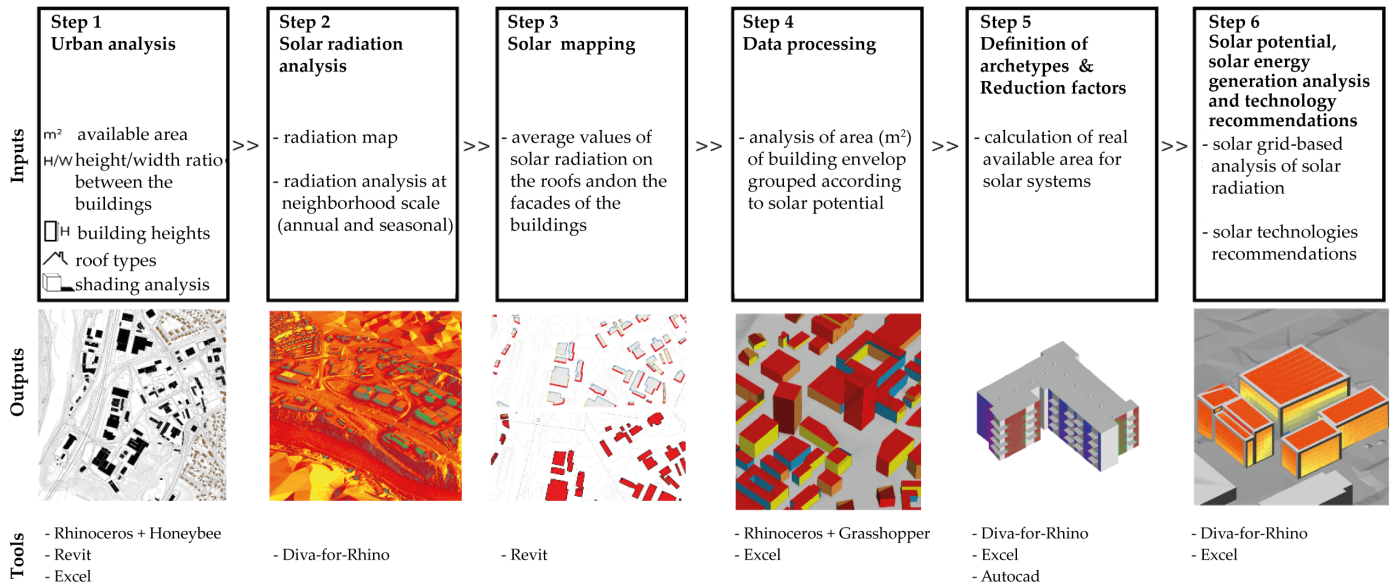 Step 1
Urban analysis
m² available area
H/W height/width ratio
between the
buildings
H building heights
roof types
shading analysis
>>
Step 2
Solar radiation
analysis
- radiation map
- radiation analysis at
neighborhood scale
(annual and seasonal)
>>
Step 3
Solar mapping
- average values of
solar radiation on
the roofs andon the
facades of the
buildings
>>
Step 4
Data processing
- analysis of area (m²)
of building envelop
grouped according
to solar potential
>>
Step 5
Definition of
archetypes &
Reduction factors
- calculation of real
available area for
solar systems
>>
Step 6
Solar potential,
solar energy
generation analysis
and technology
recommendations
- solar grid-based
analysis of solar
radiation
- solar technologies
recommendations
Inputs
Outputs
Tools
- Rhinoceros + Honeybee
- Revit
- Excel
- Diva-for-Rhino
- Revit
- Rhinoceros + Grasshopper
- Excel
- Diva-for-Rhino
- Excel
- Autocad
- Diva-for-Rhino
- Excel